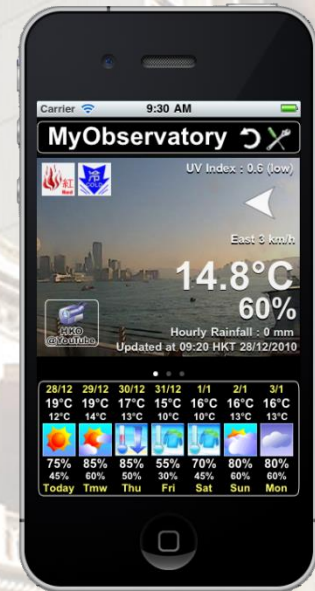 Carrier 9:30 AM
MyObservatory
紅 Red 冷 COLD UV Index : 0.6 (low)
East 3 km/h
14.8°C
60%
HKO
@YouTube
Hourly Rainfall : 0 mm
Updated at 09:20 HKT 28/12/2010
28/12 29/12 30/12 31/12 1/1 2/1 3/1
19°C 19°C 17°C 15°C 16°C 16°C 16°C
12°C 14°C 13°C 10°C 10°C 13°C 13°C
75% 85% 85% 55% 70% 80% 80%
45% 60% 50% 30% 45% 60% 60%
Today Tmw Thu Fri Sat Sun Mon